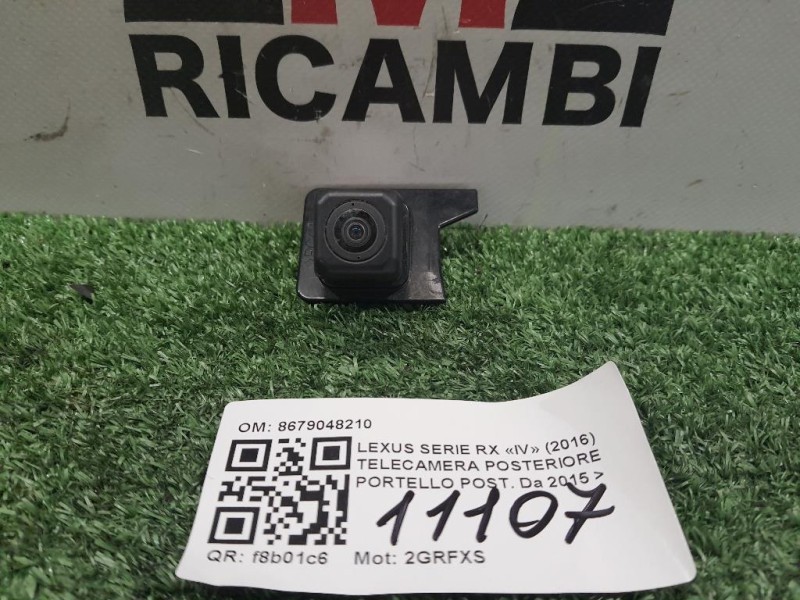 M
RICAMBI
OM: 8679048210
LEXUS SERIE RX «IV» (2016)
TELECAMERA POSTERIORE
PORTELLO POST. Da 2015 >
11107
QR: f8b01c6 Mot: 2GRFXS